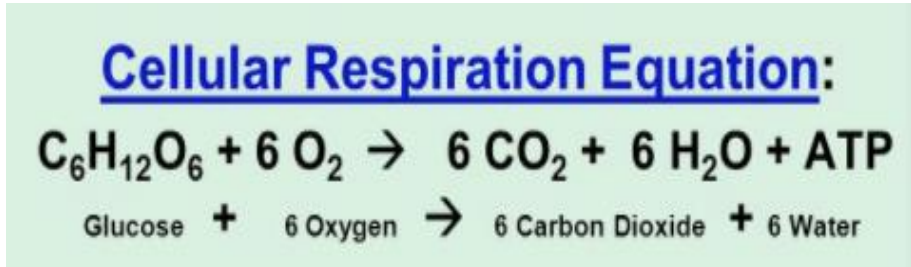 Cellular Respiration Equation:
C₆H₁₂O₆ + 6 O₂ → 6 CO₂ + 6 H₂O + ATP
Glucose + 6 Oxygen → 6 Carbon Dioxide + 6 Water